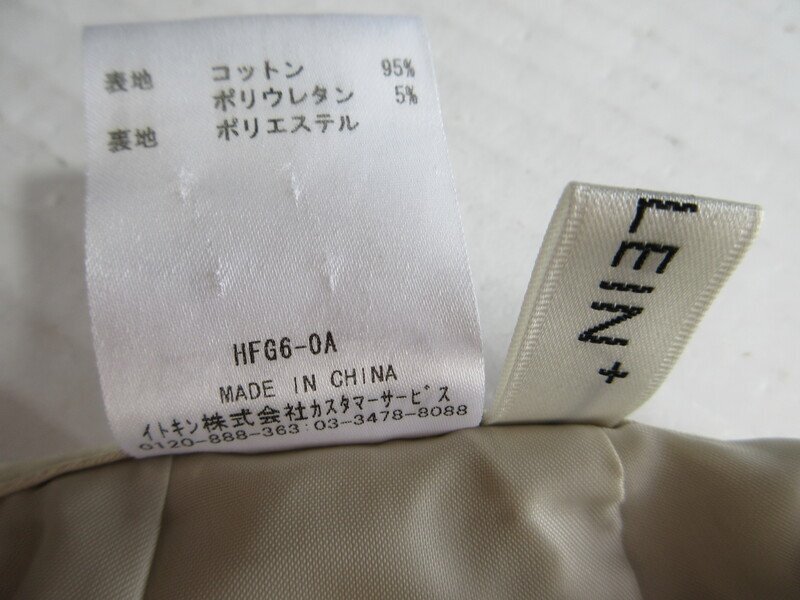 表地 コットン 95%
ポリウレタン 5%
裏地 ポリエステル
HFG6-0A
MADE IN CHINA
イトキン株式会社カスタマーサービス
0120-888-363:03-3478-8088
LEIN+